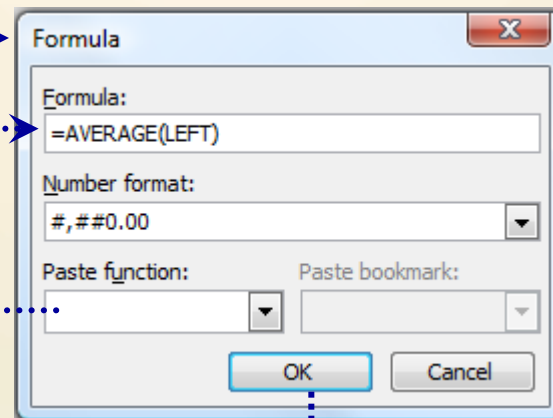 Formula
Formula:
=AVERAGE(LEFT)
Number format:
#,##0.00
Paste function: Paste bookmark:
OK Cancel